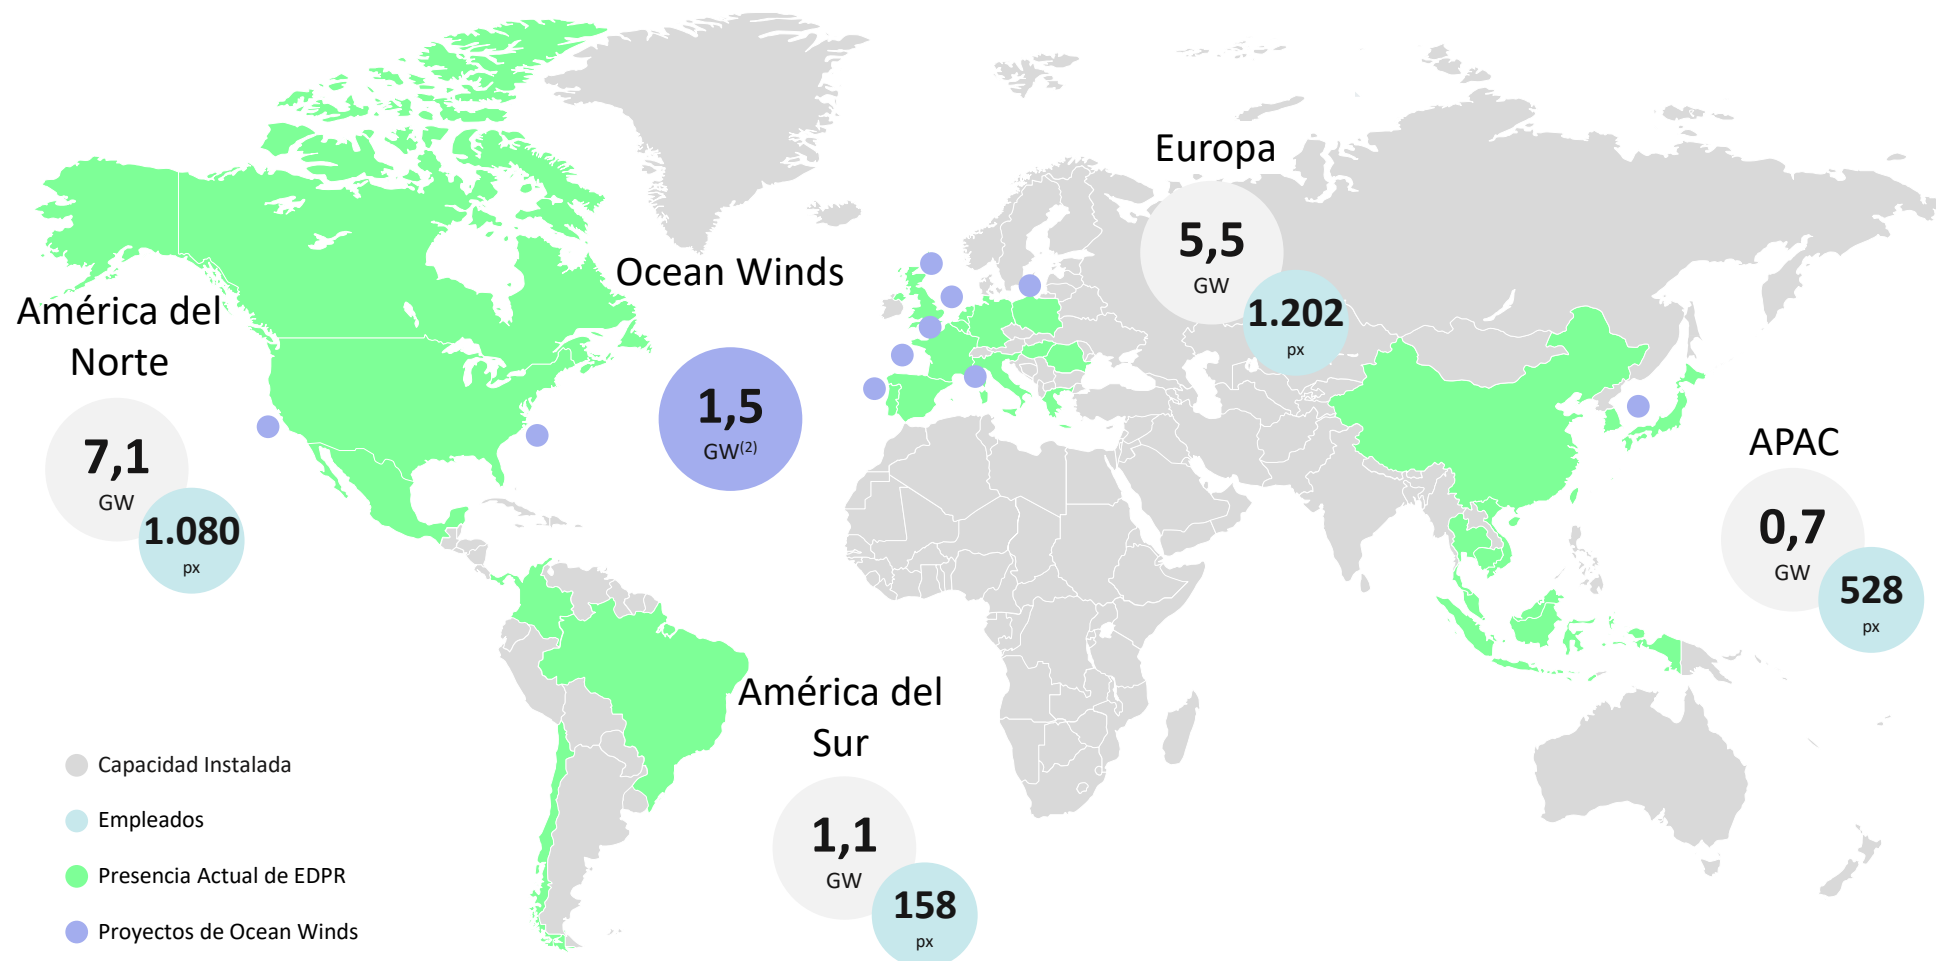 Europa
5,5
GW
1.202
px
Ocean Winds
1,5
GW(2)
América del
Norte
7,1
GW
1.080
px
APAC
0,7
GW
528
px
América del
Sur
1,1
GW
158
px
Capacidad Instalada
Empleados
Presencia Actual de EDPR
Proyectos de Ocean Winds